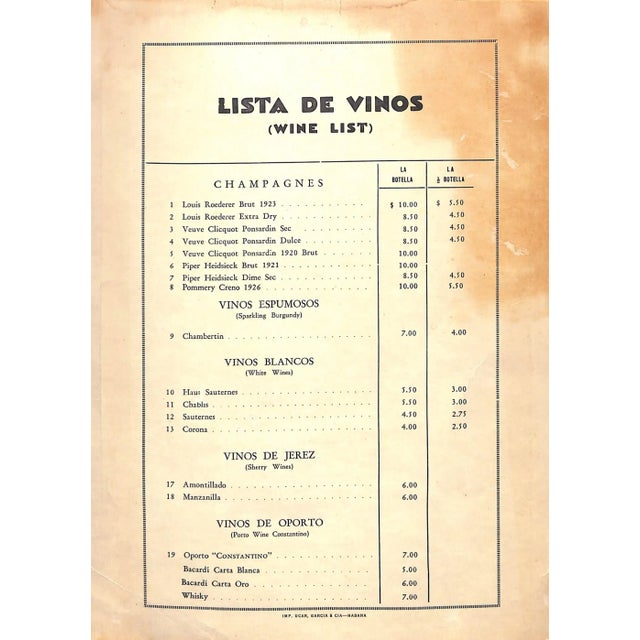 LISTA DE VINOS
(WINE LIST)
LA BOTELLA
LA ½ BOTELLA
CHAMPAGNES
1 Louis Roederer Brut 1923 . . . . . . . . . . . $ 10.00 $ 5.50
2 Louis Roederer Extra Dry . . . . . . . . . . . 8.50 4.50
3 Veuve Clicquot Ponsardin Sec . . . . . . . . . 8.50 4.50
4 Veuve Clicquot Ponsardin Dulce . . . . . . . . 8.50 4.50
5 Veuve Clicquot Ponsardin 1920 Brut . . . . . . 10.00
6 Piper Heidsieck Brut 1921 . . . . . . . . . . . 10.00
7 Piper Heidsieck Dime Sec . . . . . . . . . . . 8.50 4.50
8 Pommery Creno 1926 . . . . . . . . . . . . . 10.00 5.50
VINOS ESPUMOSOS
(Sparkling Burgundy)
9 Chambertin . . . . . . . . . . . . . . . . . 7.00 4.00
VINOS BLANCOS
(White Wines)
10 Haut Sauternes . . . . . . . . . . . . . . . 5.50 3.00
11 Chablis . . . . . . . . . . . . . . . . . . . 5.50 3.00
12 Sauternes . . . . . . . . . . . . . . . . . . 4.50 2.75
13 Corona . . . . . . . . . . . . . . . . . . . 4.00 2.50
VINOS DE JEREZ
(Sherry Wines)
17 Amontillado . . . . . . . . . . . . . . . . . 6.00
18 Manzanilla . . . . . . . . . . . . . . . . . . 6.00
VINOS DE OPORTO
(Porto Wine Constantino)
19 Oporto "CONSTANTINO" . . . . . . . . . . . . 7.00
Bacardi Carta Blanca . . . . . . . . . . . . . 5.00
Bacardi Carta Oro . . . . . . . . . . . . . . 6.00
Whisky . . . . . . . . . . . . . . . . . . . 7.00
IMP. UCAR, GARCIA & CIA—HABANA